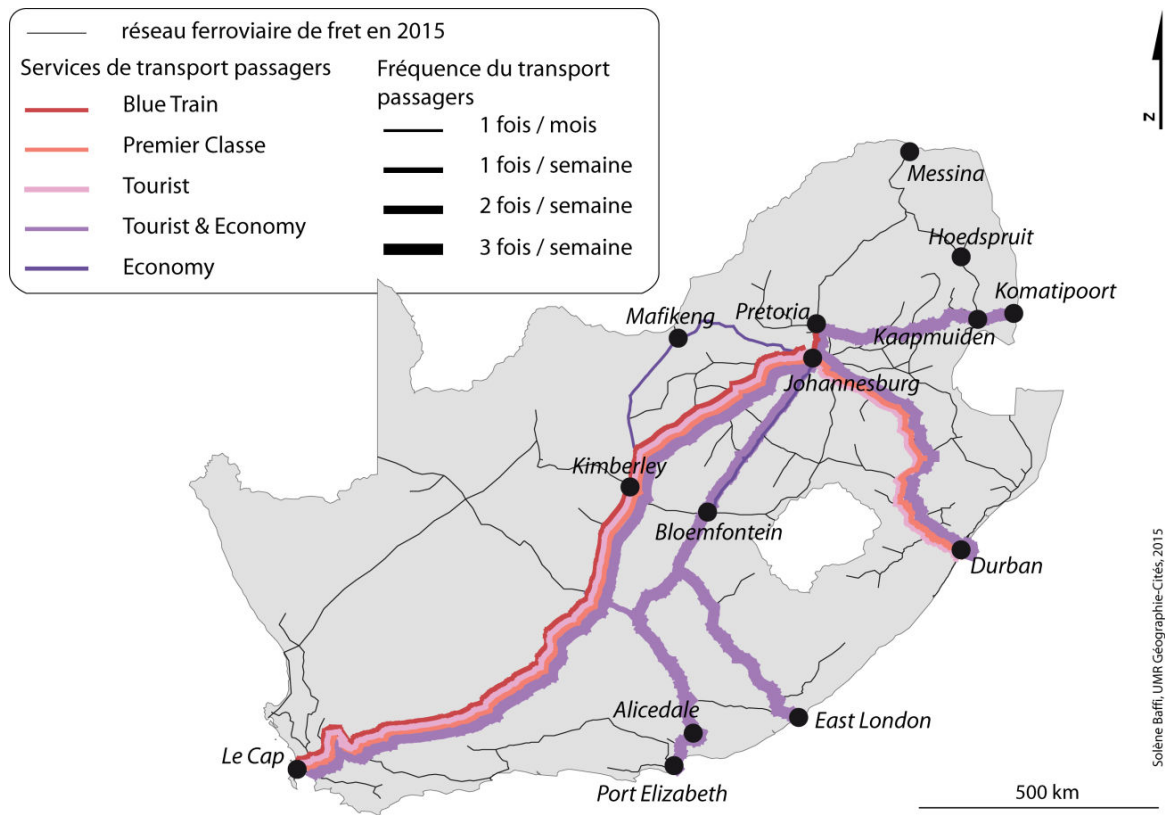 réseau ferroviaire de fret en 2015
Services de transport passagers
Blue Train
Premier Classe
Tourist
Tourist & Economy
Economy
Fréquence du transport
passagers
1 fois / mois
1 fois / semaine
2 fois / semaine
3 fois / semaine
N
Messina
Hoedspruit
Komatipoort
Pretoria
Mafikeng
Kaapmuiden
Johannesburg
Kimberley
Bloemfontein
Durban
Alicedale
East London
Le Cap
Port Elizabeth
500 km
Solène Baffi, UMR Géographie-Cités, 2015